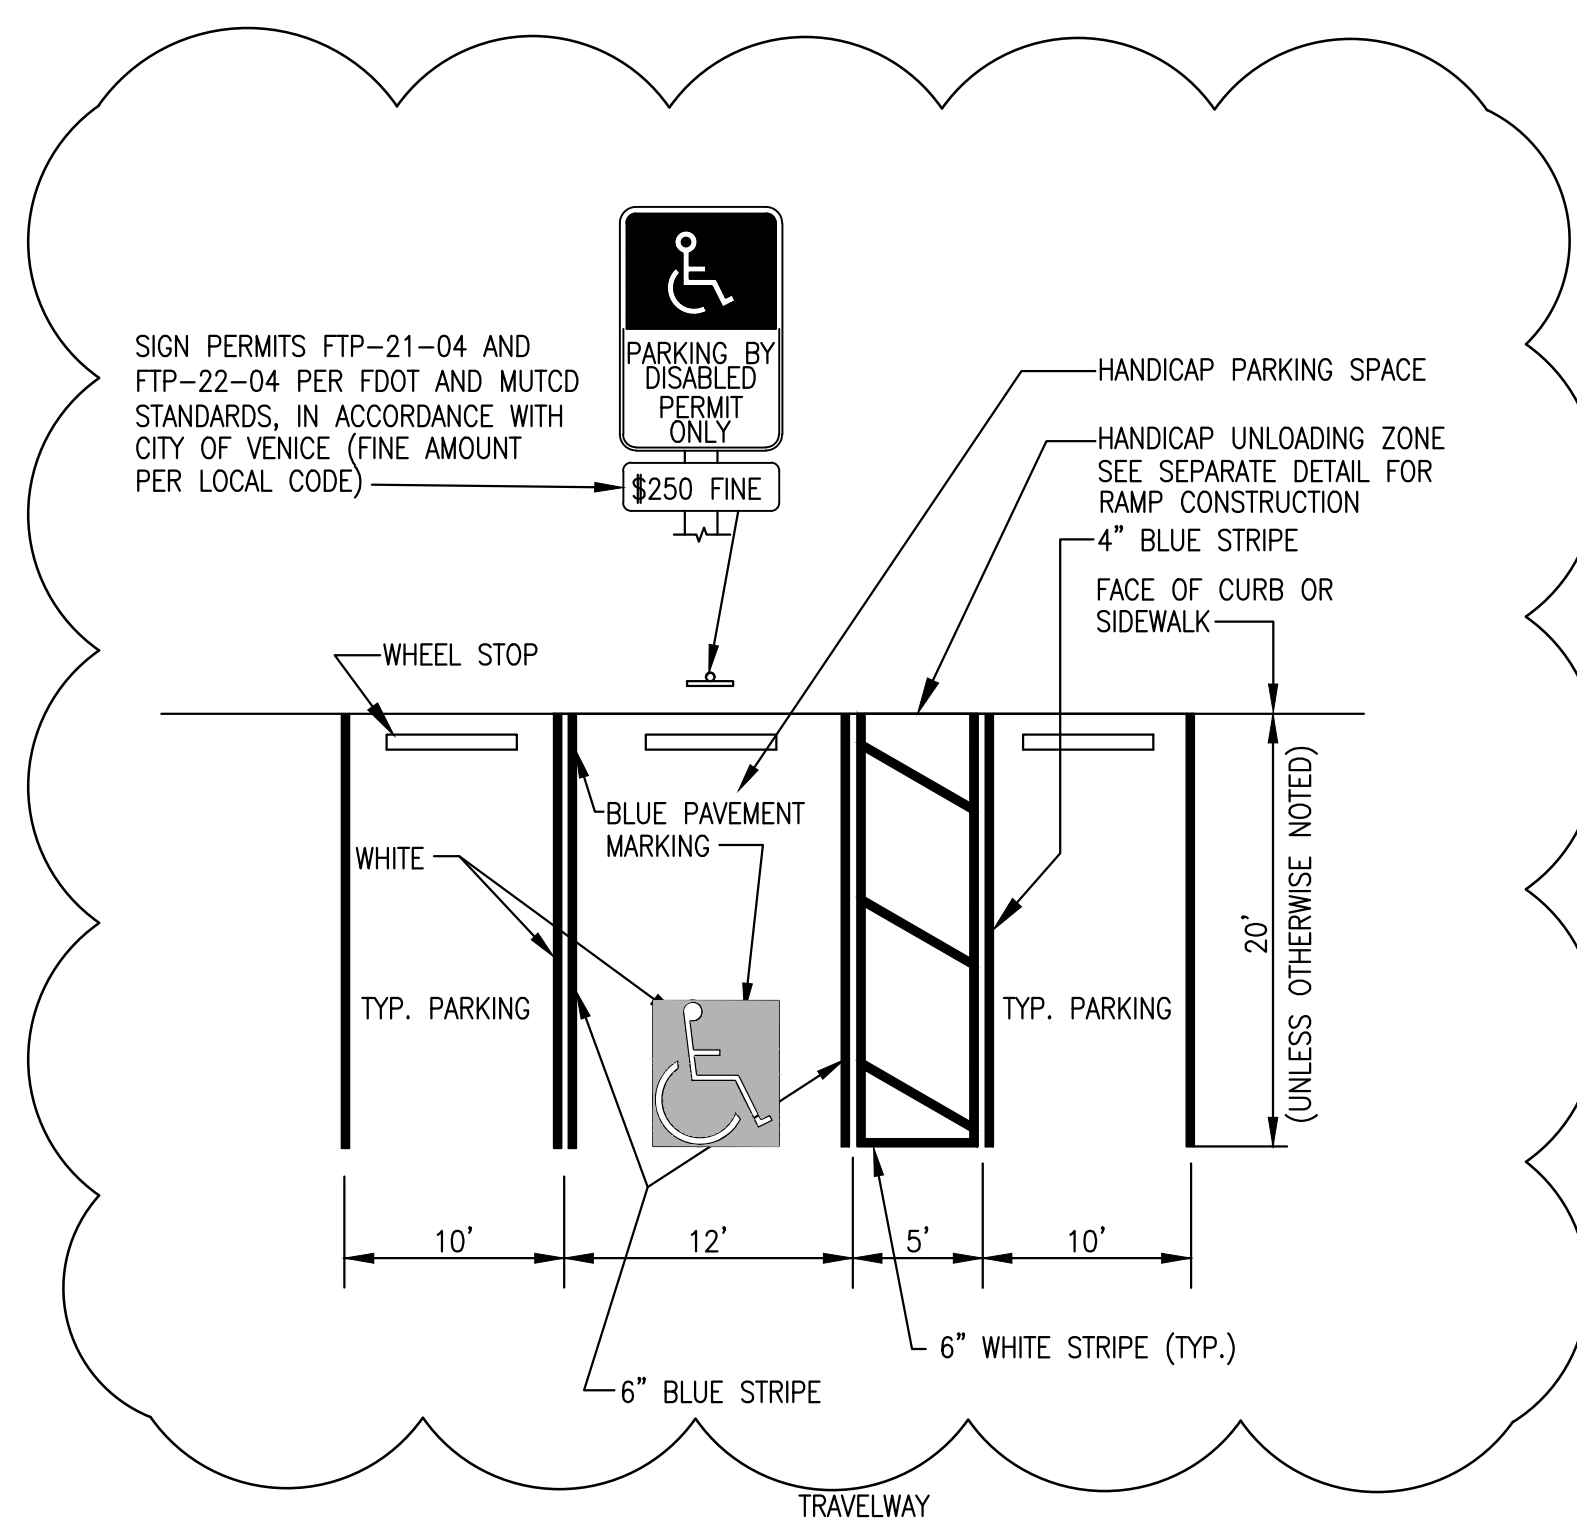 PARKING BY
DISABLED
PERMIT
ONLY
$250 FINE
SIGN PERMITS FTP-21-04 AND
FTP-22-04 PER FDOT AND MUTCD
STANDARDS, IN ACCORDANCE WITH
CITY OF VENICE (FINE AMOUNT
PER LOCAL CODE)
HANDICAP PARKING SPACE
HANDICAP UNLOADING ZONE
SEE SEPARATE DETAIL FOR
RAMP CONSTRUCTION
4" BLUE STRIPE
FACE OF CURB OR
SIDEWALK
WHEEL STOP
BLUE PAVEMENT
MARKING
WHITE
TYP. PARKING
TYP. PARKING
20'
(UNLESS OTHERWISE NOTED)
10'
12'
5'
10'
6" WHITE STRIPE (TYP.)
6" BLUE STRIPE
TRAVELWAY